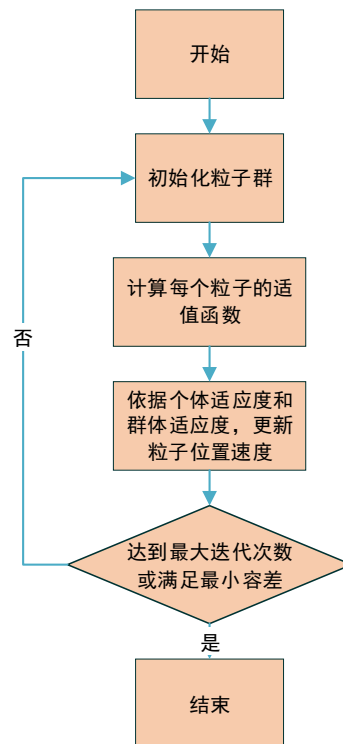 开始
初始化粒子群
计算每个粒子的适
值函数
依据个体适应度和
群体适应度，更新
粒子位置速度
否
达到最大迭代次数
或满足最小容差
是
结束